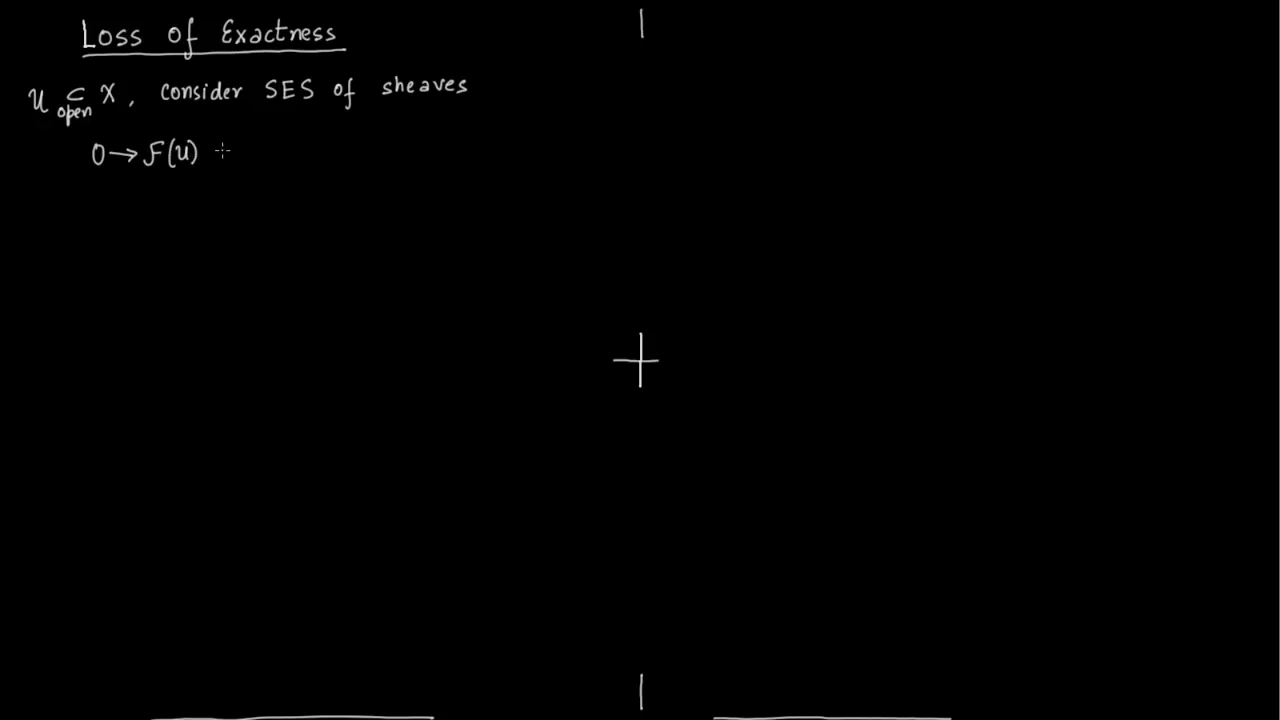 Loss of Exactness
U ⊂ open X, consider SES of sheaves
0→F(U)